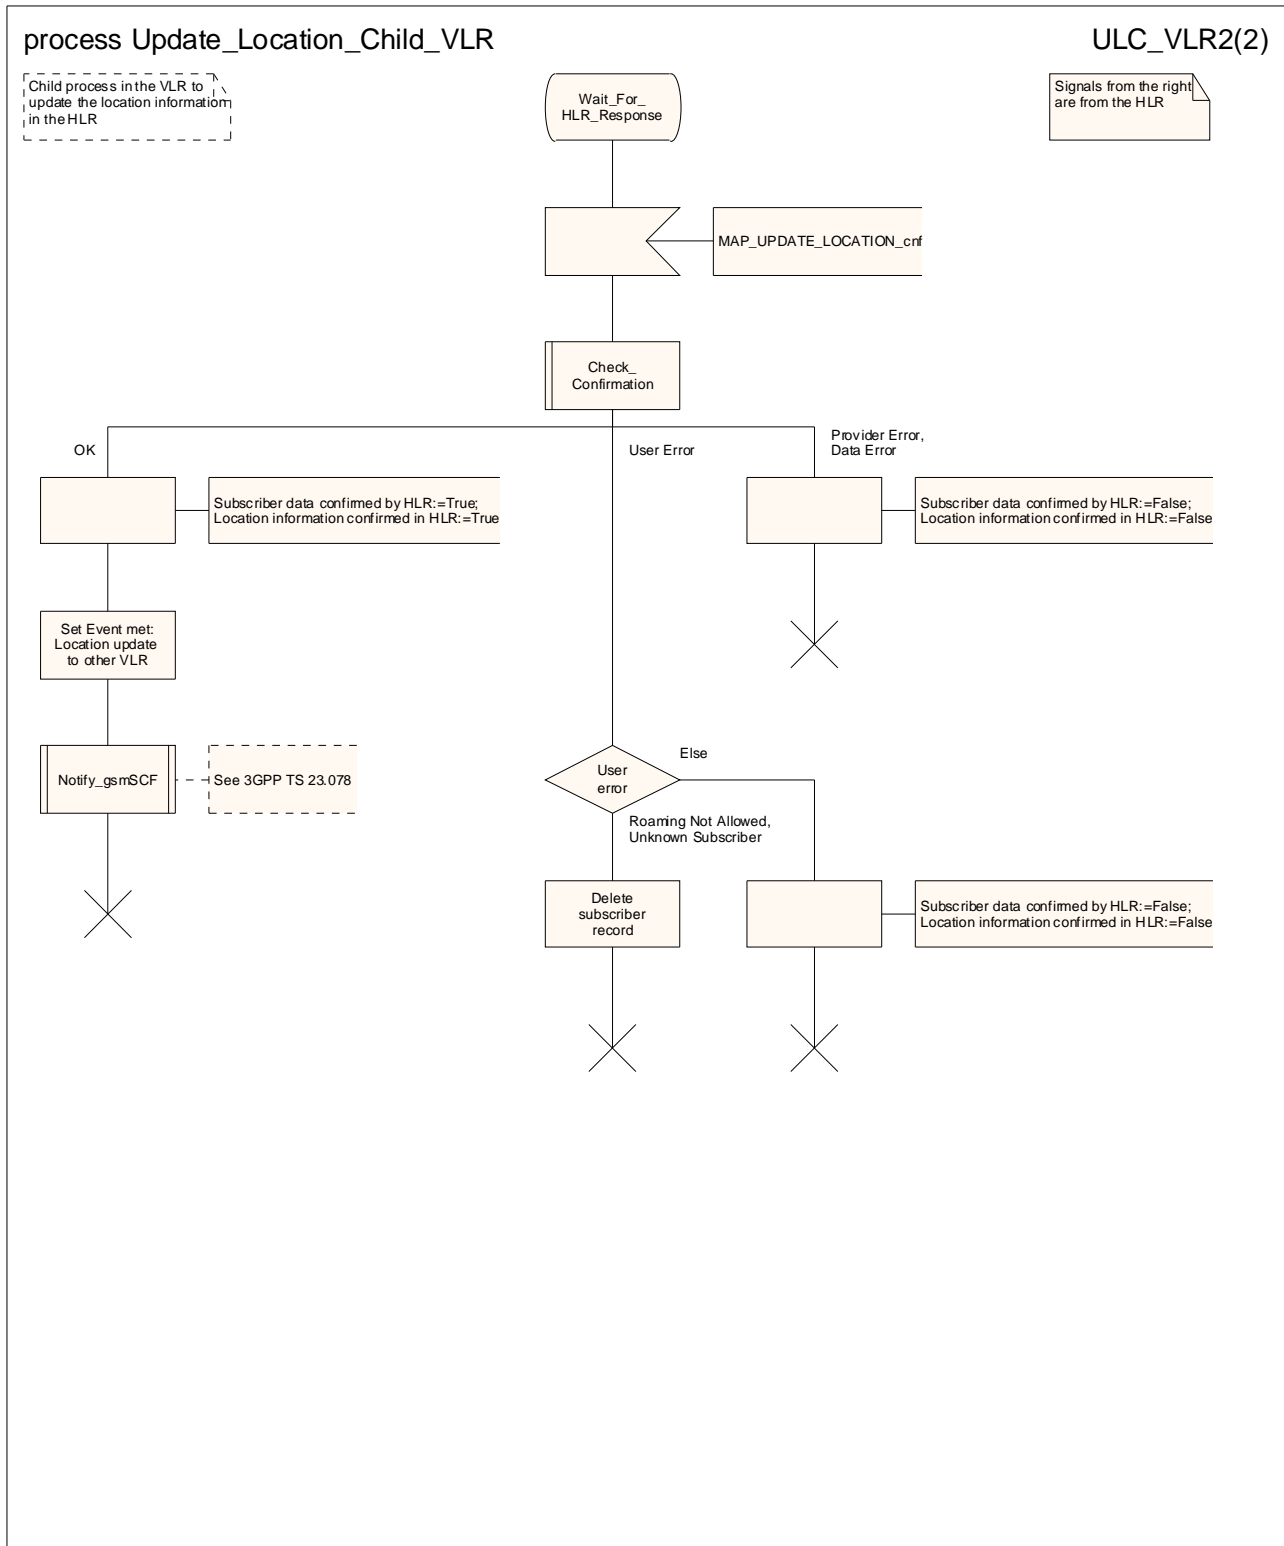 process Update_Location_Child_VLR
ULC_VLR2(2)
Child process in the VLR to
update the location information
in the HLR
Wait_For_
HLR_Response
Signals from the right
are from the HLR
MAP_UPDATE_LOCATION_cnf
Check_
Confirmation
OK
User Error
Provider Error,
Data Error
Subscriber data confirmed by HLR:=True;
Location information confirmed in HLR:=True
Subscriber data confirmed by HLR:=False;
Location information confirmed in HLR:=False
Set Event met:
Location update
to other VLR
Notify_gsmSCF
See 3GPP TS 23.078
User
error
Else
Roaming Not Allowed,
Unknown Subscriber
Delete
subscriber
record
Subscriber data confirmed by HLR:=False;
Location information confirmed in HLR:=False